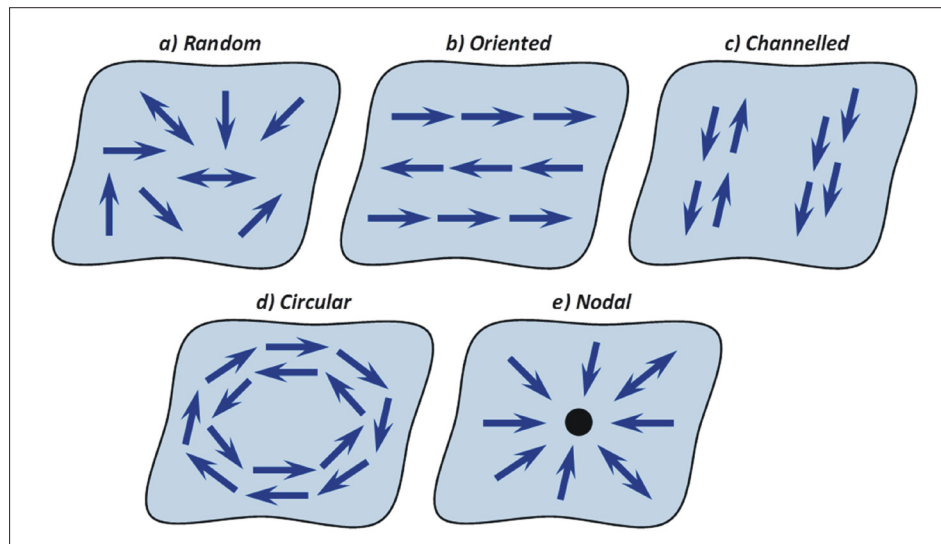 a) Random
b) Oriented
c) Channelled
d) Circular
e) Nodal